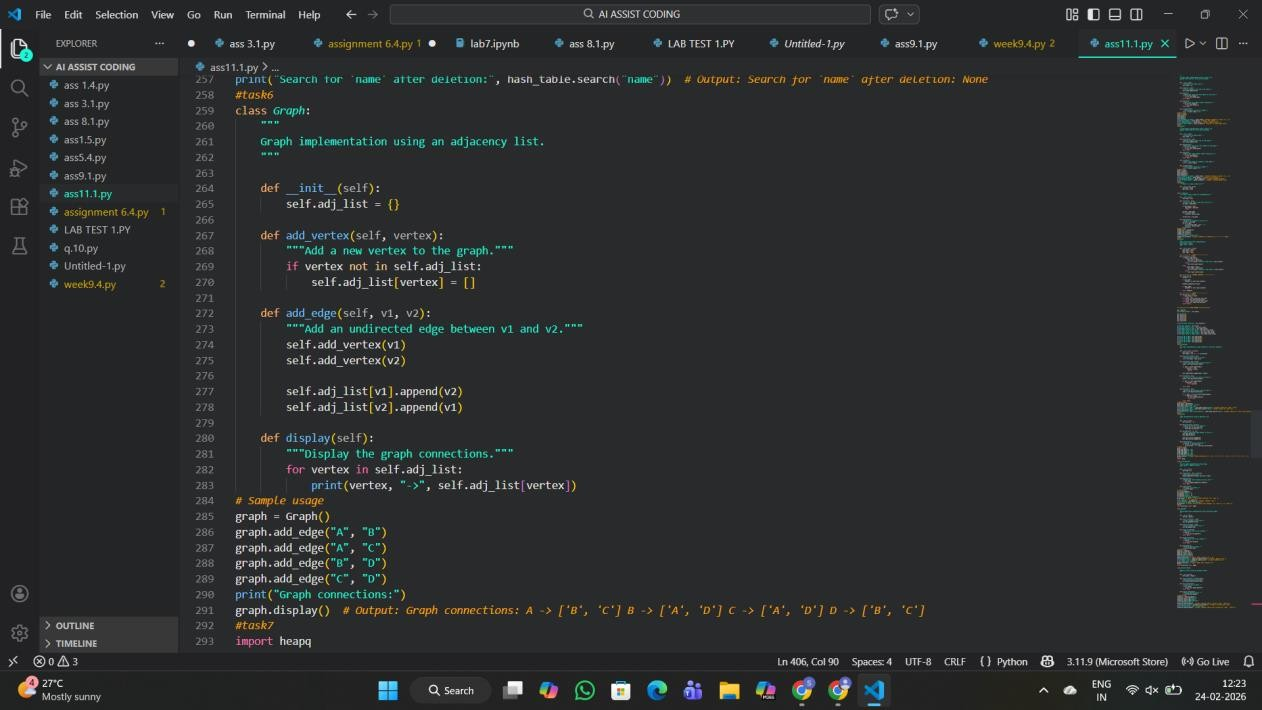 File Edit Selection View Go Run Terminal Help
AI ASSIST CODING
EXPLORER
ass 3.1.py
assignment 6.4.py 1
lab7.ipynb
ass 8.1.py
LAB TEST 1.PY
Untitled-1.py
ass9.1.py
week9.4.py 2
ass11.1.py
AI ASSIST CODING
ass 1.4.py
ass 3.1.py
ass 8.1.py
ass1.5.py
ass5.4.py
ass9.1.py
ass11.1.py
assignment 6.4.py 1
LAB TEST 1.PY
q.10.py
Untitled-1.py
week9.4.py 2
OUTLINE
TIMELINE
ass11.1.py > ...
257 print("Search for 'name' after deletion:", hash_table.search("name")) # Output: Search for 'name' after deletion: None
258 #task6
259 class Graph:
260 """
261 Graph implementation using an adjacency list.
262 """
263
264 def __init__(self):
265 self.adj_list = {}
266
267 def add_vertex(self, vertex):
268 """Add a new vertex to the graph."""
269 if vertex not in self.adj_list:
270 self.adj_list[vertex] = []
271
272 def add_edge(self, v1, v2):
273 """Add an undirected edge between v1 and v2."""
274 self.add_vertex(v1)
275 self.add_vertex(v2)
276
277 self.adj_list[v1].append(v2)
278 self.adj_list[v2].append(v1)
279
280 def display(self):
281 """Display the graph connections."""
282 for vertex in self.adj_list:
283 print(vertex, "->", self.adj_list[vertex])
284 # Sample usage
285 graph = Graph()
286 graph.add_edge("A", "B")
287 graph.add_edge("A", "C")
288 graph.add_edge("B", "D")
289 graph.add_edge("C", "D")
290 print("Graph connections:")
291 graph.display() # Output: Graph connections: A -> ['B', 'C'] B -> ['A', 'D'] C -> ['A', 'D'] D -> ['B', 'C']
292 #task7
293 import heapq
0 3
Ln 406, Col 90 Spaces: 4 UTF-8 CRLF { } Python 3.11.9 (Microsoft Store) Go Live
27°C
Mostly sunny
Search
ENG
IN
12:23
24-02-2026